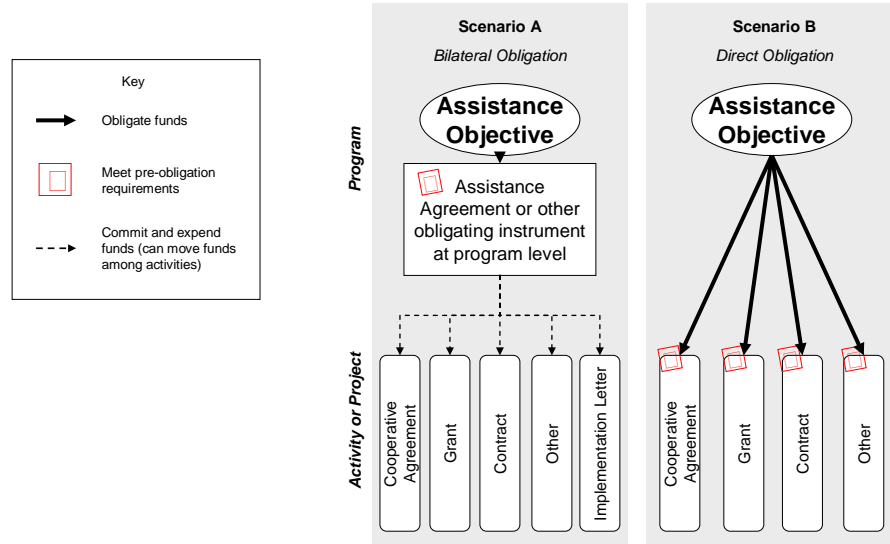 Key
Obligate funds
Meet pre-obligation
requirements
Commit and expend
funds (can move funds
among activities)
Program
Activity or Project
Scenario A
Bilateral Obligation
Assistance
Objective
Assistance
Agreement or other
obligating instrument
at program level
Cooperative
Agreement
Grant
Contract
Other
Implementation Letter
Scenario B
Direct Obligation
Assistance
Objective
Cooperative
Agreement
Grant
Contract
Other